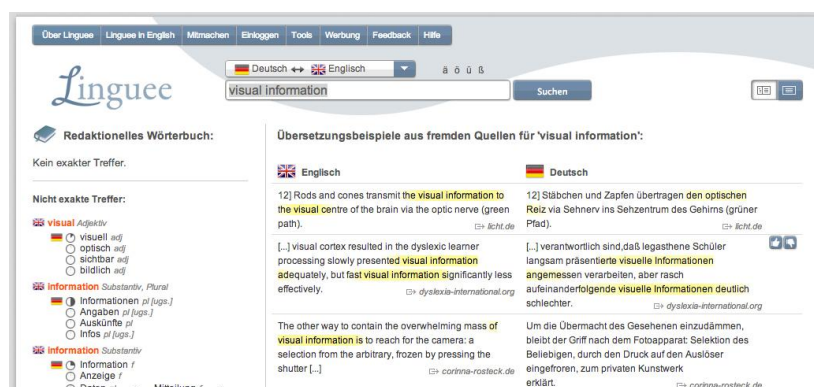 Über Linguee Linguee in English Mitmachen Einloggen Tools Werbung Feedback Hilfe
Deutsch ↔ Englisch ä ö ü ß
Linguee
visual information Suchen
Redaktionelles Wörterbuch:
Kein exakter Treffer.
Nicht exakte Treffer:
visual Adjektiv
visuell adj
optisch adj
sichtbar adj
bildlich adj
information Substantiv, Plural
Informationen pl [ugs.]
Angaben pl [ugs.]
Auskünfte pl
Infos pl [ugs.]
information Substantiv
Information f
Anzeige f
Übersetzungsbeispiele aus fremden Quellen für 'visual information':
Englisch Deutsch
12] Rods and cones transmit the visual information to
the visual centre of the brain via the optic nerve (green
path). licht.de
12] Stäbchen und Zapfen übertragen den optischen
Reiz via Sehnerv ins Sehzentrum des Gehirns (grüner
Pfad). licht.de
[...] visual cortex resulted in the dyslexic learner
processing slowly presented visual information
adequately, but fast visual information significantly less
effectively. dyslexia-international.org
[...] verantwortlich sind,daß legasthene Schüler
langsam präsentierte visuelle Informationen
angemessen verarbeiten, aber rasch
aufeinanderfolgende visuelle Informationen deutlich
schlechter. dyslexia-international.org
The other way to contain the overwhelming mass of
visual information is to reach for the camera: a
selection from the arbitrary, frozen by pressing the
shutter [...] corinna-rosteck.de
Um die Übermacht des Gesehenen einzudämmen,
bleibt der Griff nach dem Fotoapparat: Selektion des
Beliebigen, durch den Druck auf den Auslöser
eingefroren, zum privaten Kunstwerk
erklärt. corinna-rosteck.de